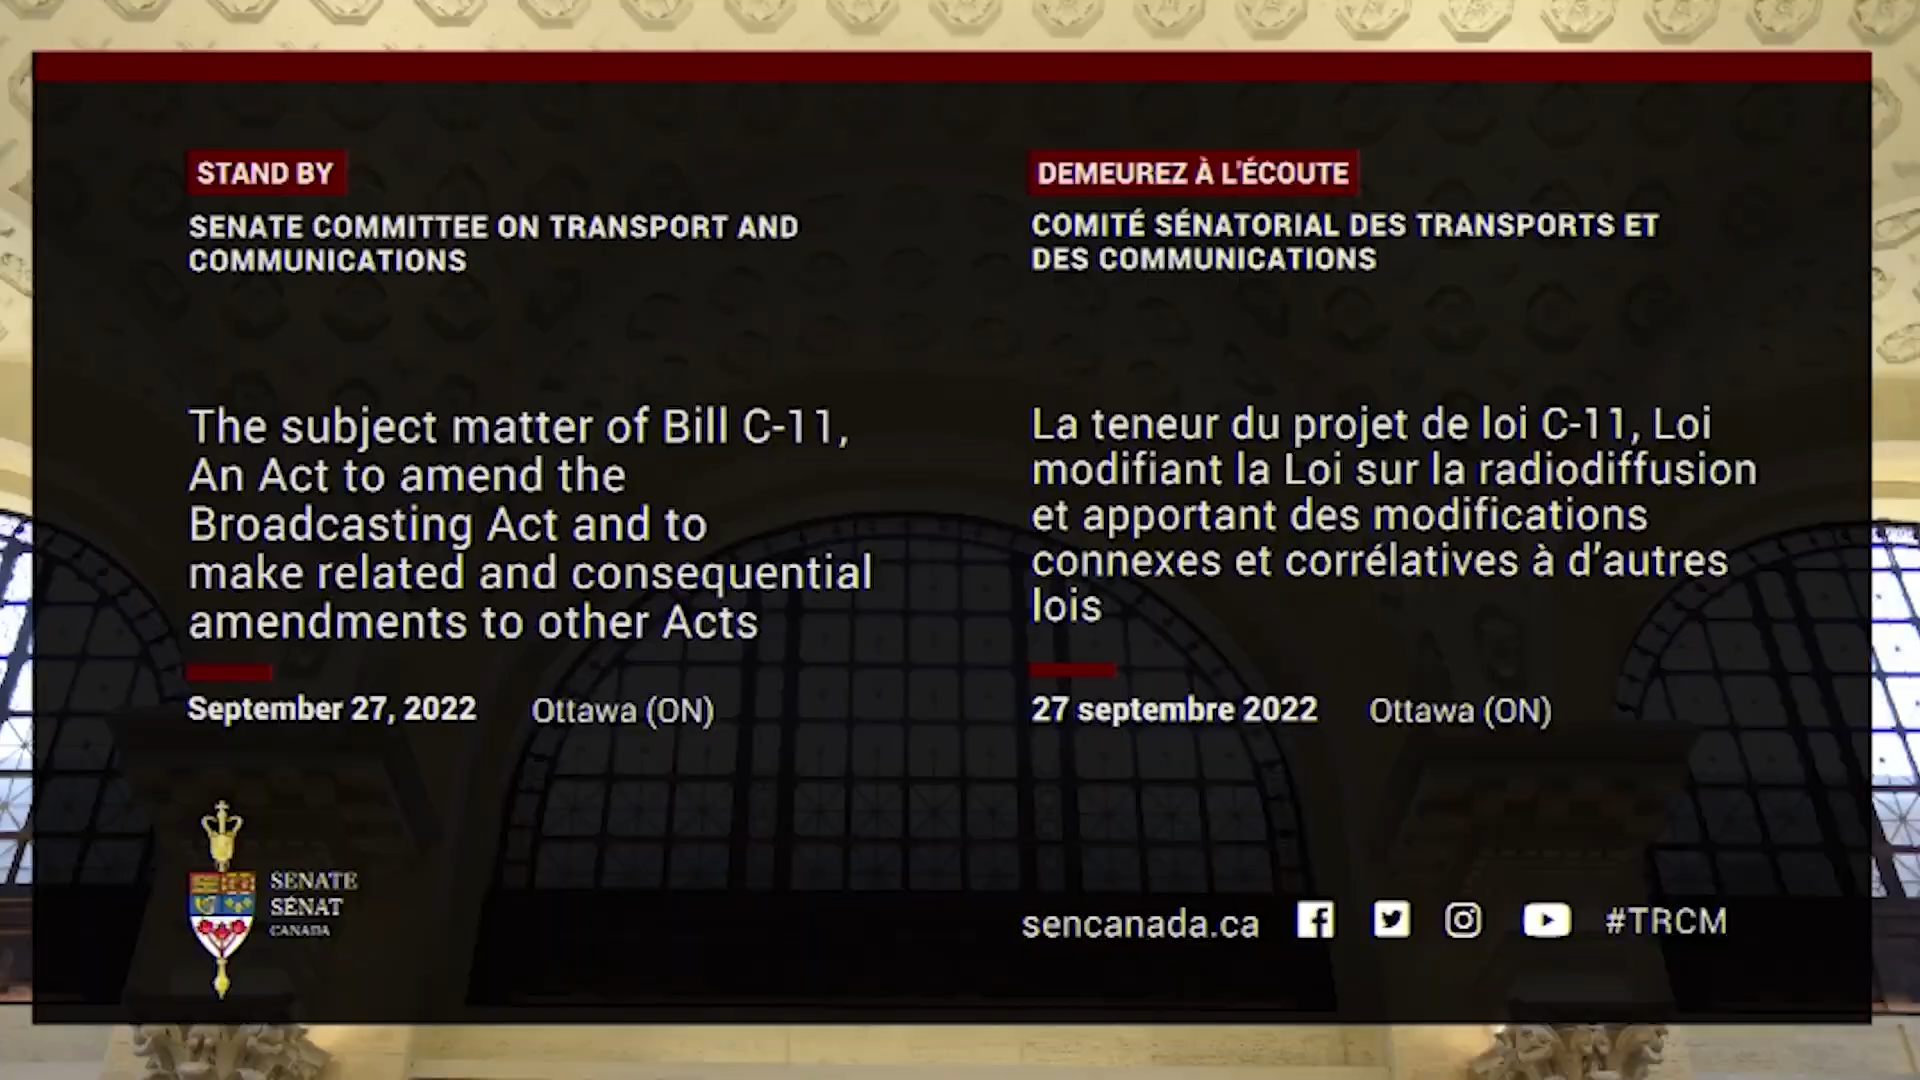 STAND BY
SENATE COMMITTEE ON TRANSPORT AND
COMMUNICATIONS
The subject matter of Bill C-11,
An Act to amend the
Broadcasting Act and to
make related and consequential
amendments to other Acts
September 27, 2022 Ottawa (ON)
DEMEUREZ À L'ÉCOUTE
COMITÉ SÉNATORIAL DES TRANSPORTS ET
DES COMMUNICATIONS
La teneur du projet de loi C-11, Loi
modifiant la Loi sur la radiodiffusion
et apportant des modifications
connexes et corrélatives à d’autres
lois
27 septembre 2022 Ottawa (ON)
SENATE
SÉNAT
CANADA
sencanada.ca #TRCM